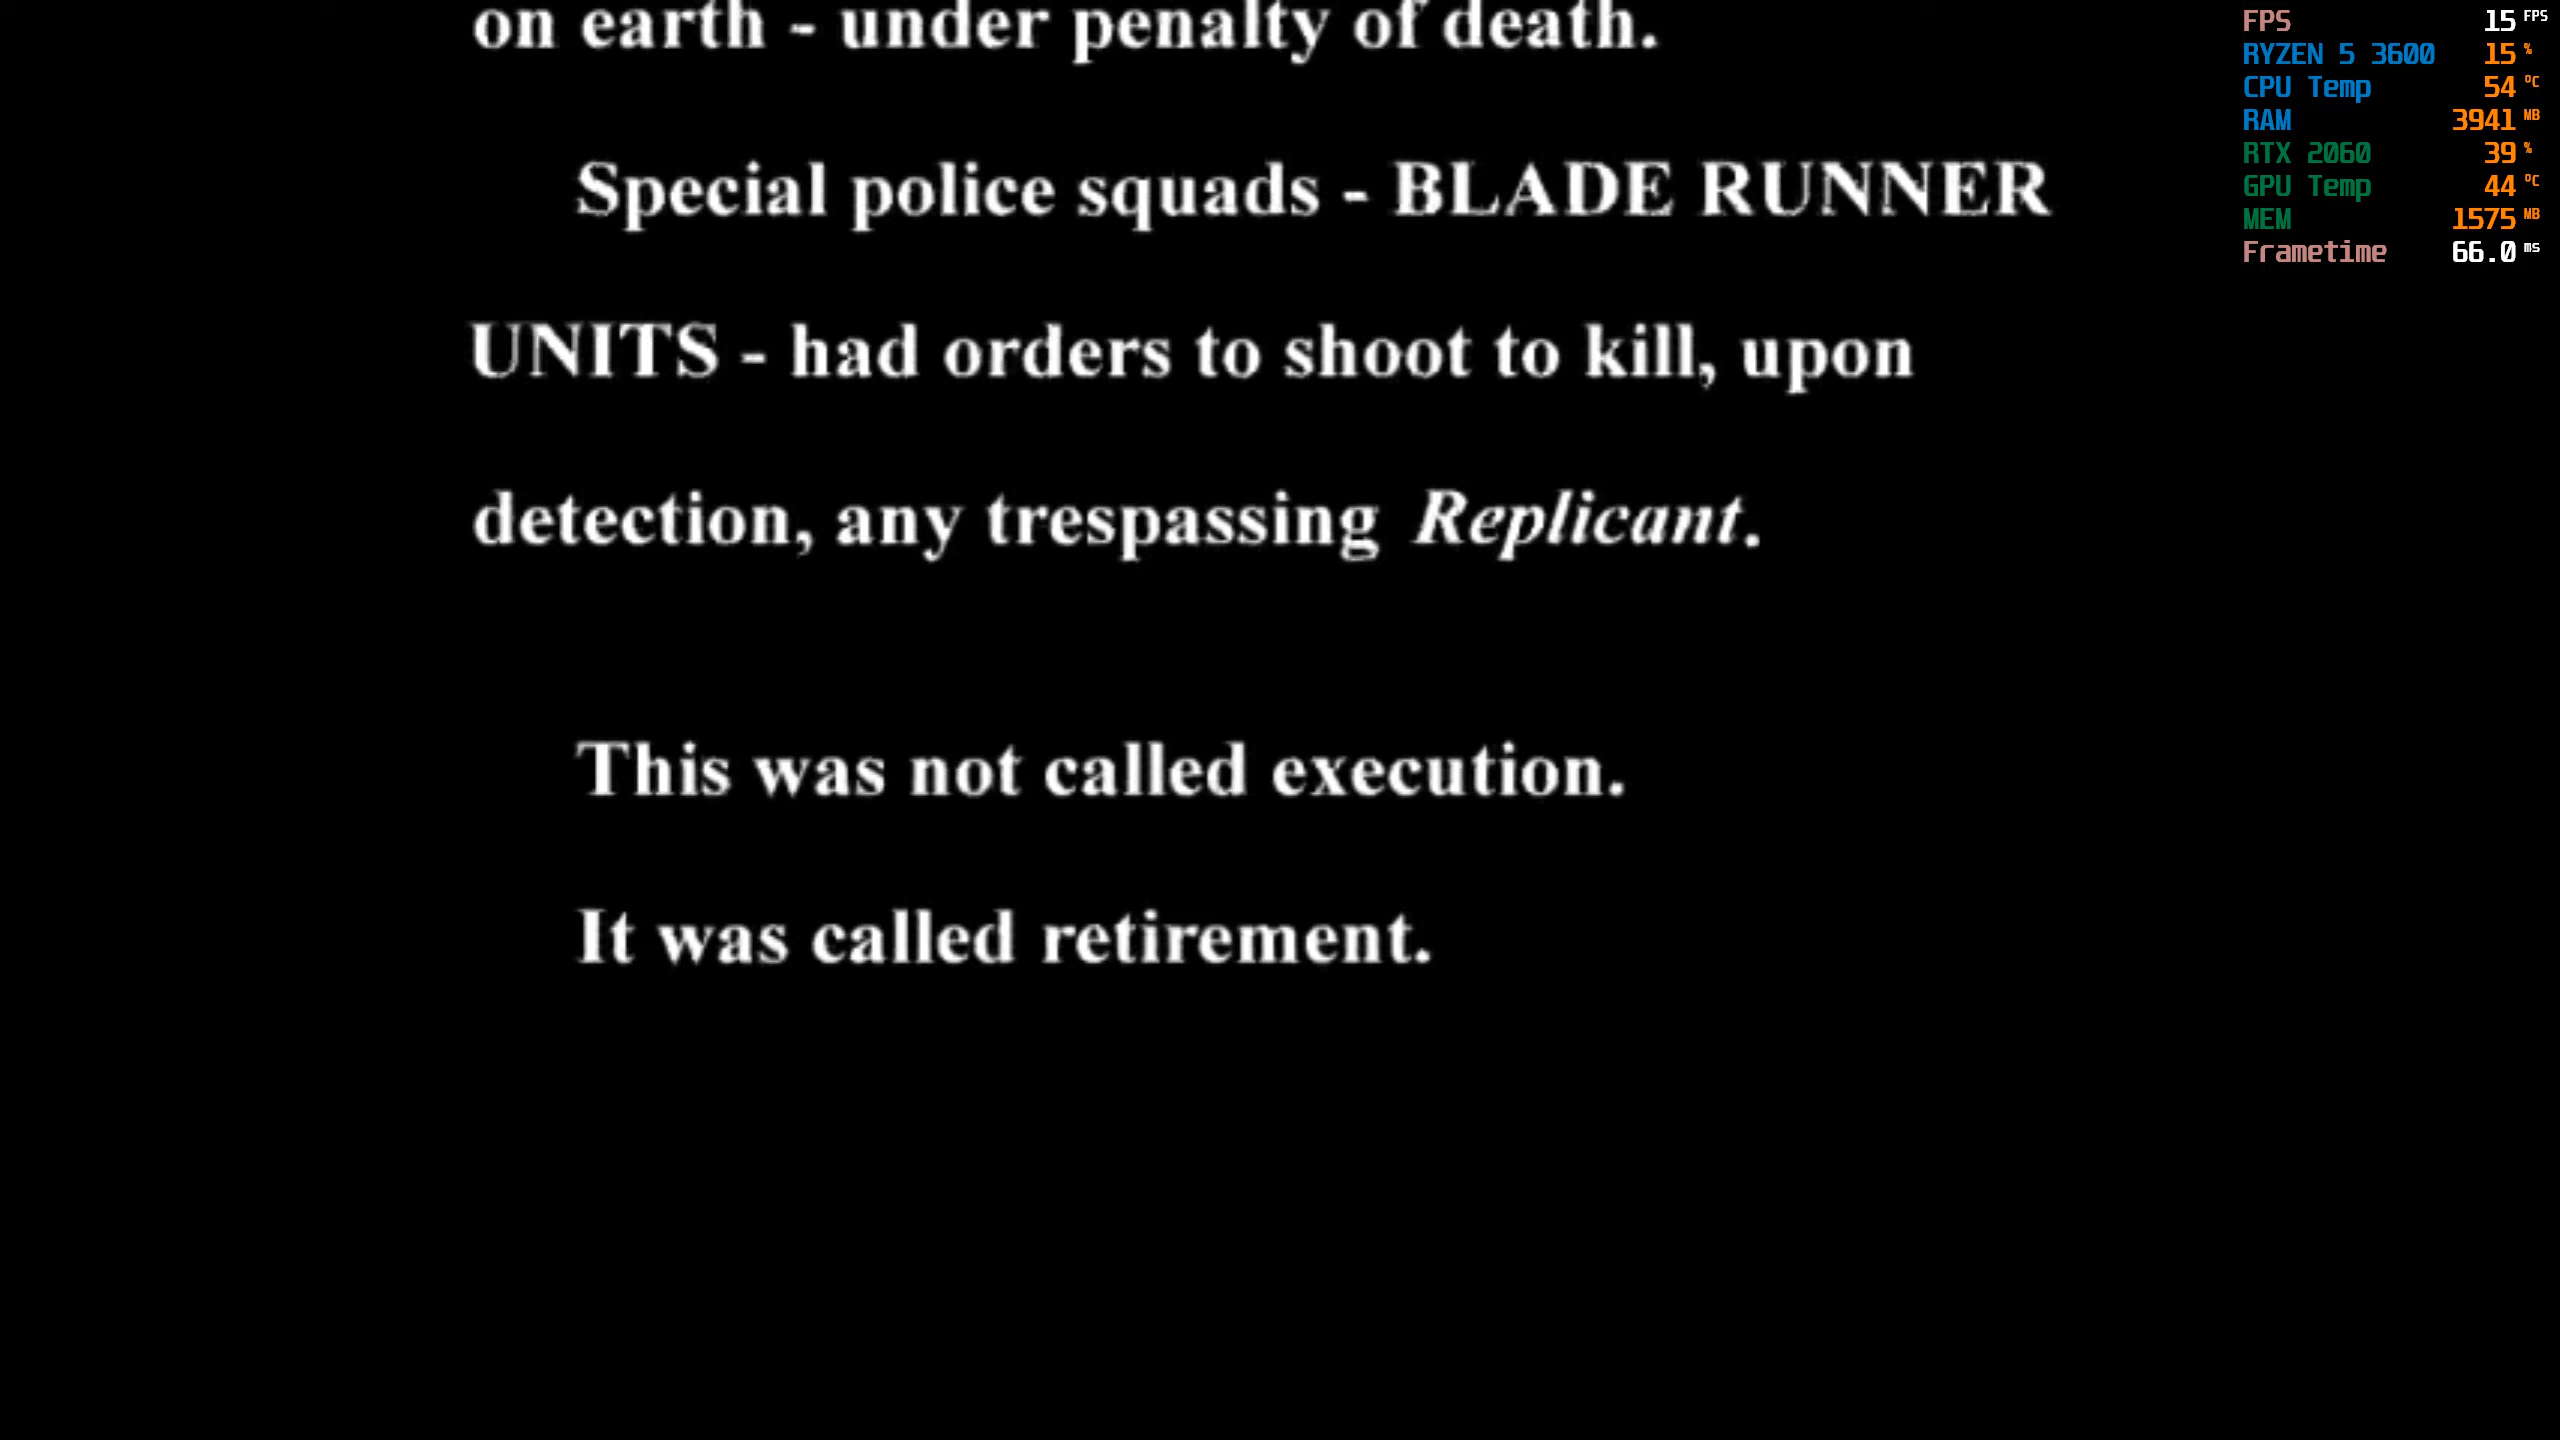 on earth - under penalty of death.
Special police squads - BLADE RUNNER
UNITS - had orders to shoot to kill, upon
detection, any trespassing Replicant.
This was not called execution.
It was called retirement.
FPS 15 FPS
RYZEN 5 3600 15 %
CPU Temp 54 °C
RAM 3941 MB
RTX 2060 39 %
GPU Temp 44 °C
MEM 1575 MB
Frametime 66.0 ms